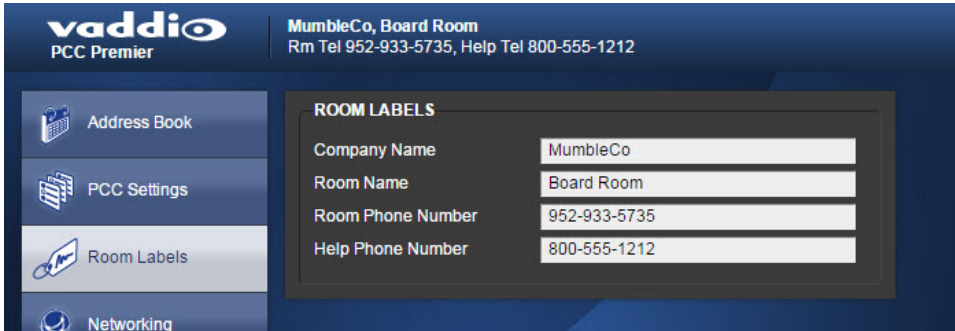 vaddio
PCC Premier
MumbleCo, Board Room
Rm Tel 952-933-5735, Help Tel 800-555-1212
Address Book
PCC Settings
Room Labels
Networking
ROOM LABELS
Company Name MumbleCo
Room Name Board Room
Room Phone Number 952-933-5735
Help Phone Number 800-555-1212